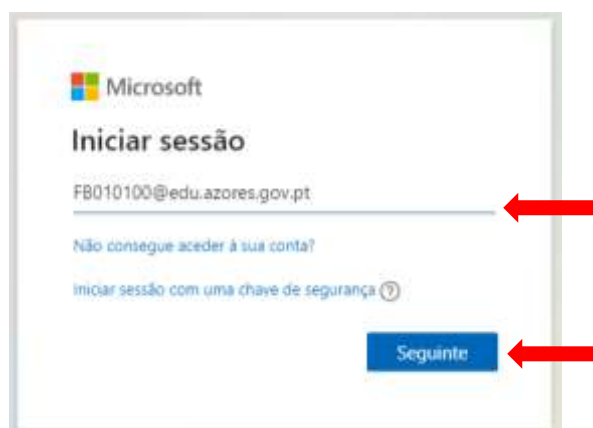 Microsoft
Iniciar sessão
FB010100@edu.azores.gov.pt
Não consegue aceder à sua conta?
Iniciar sessão com uma chave de segurança ?
Seguinte